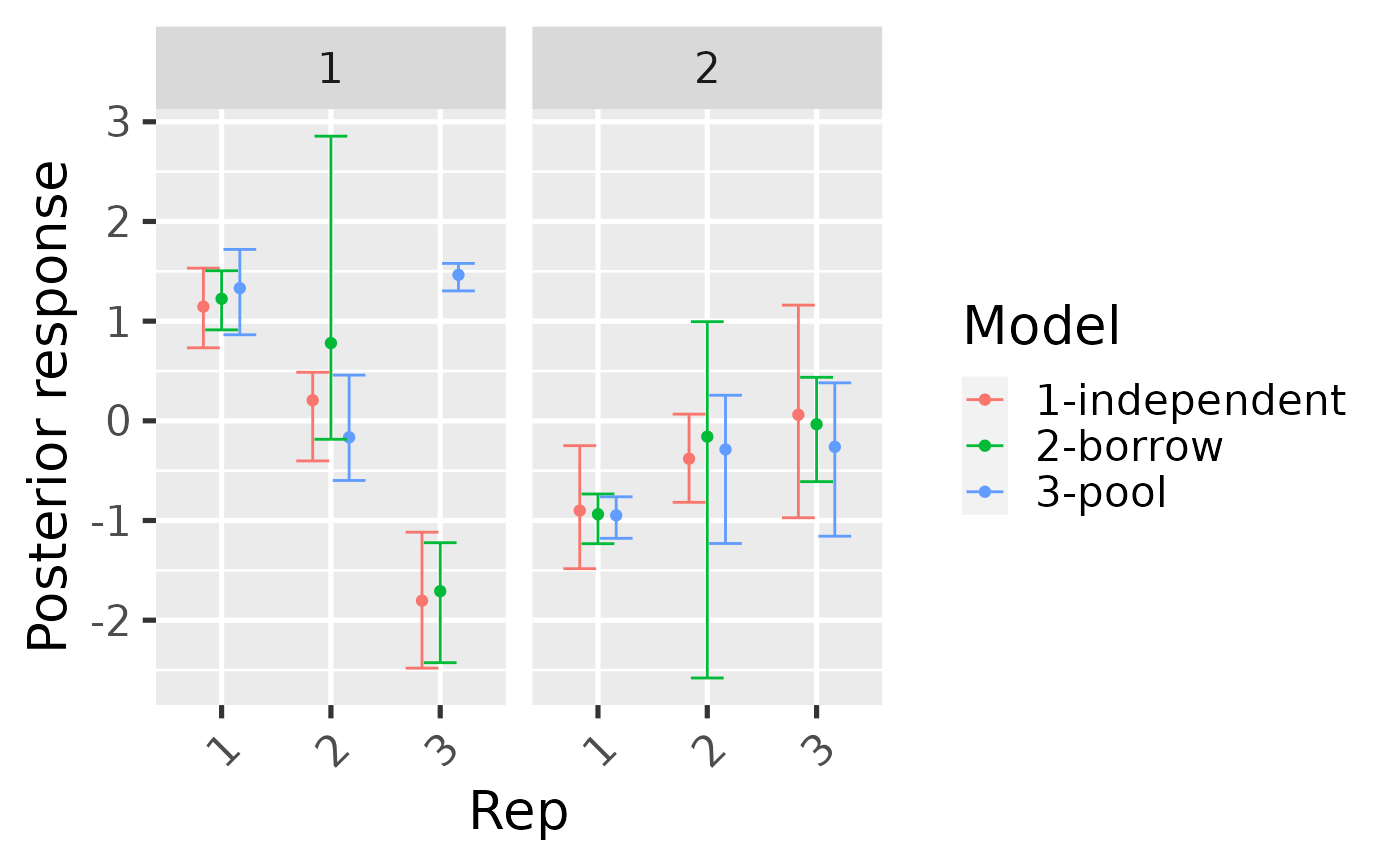 1 2
3
2
1
0
-1
-2
Posterior response
1 2 3 1 2 3
Rep
Model
1-independent
2-borrow
3-pool